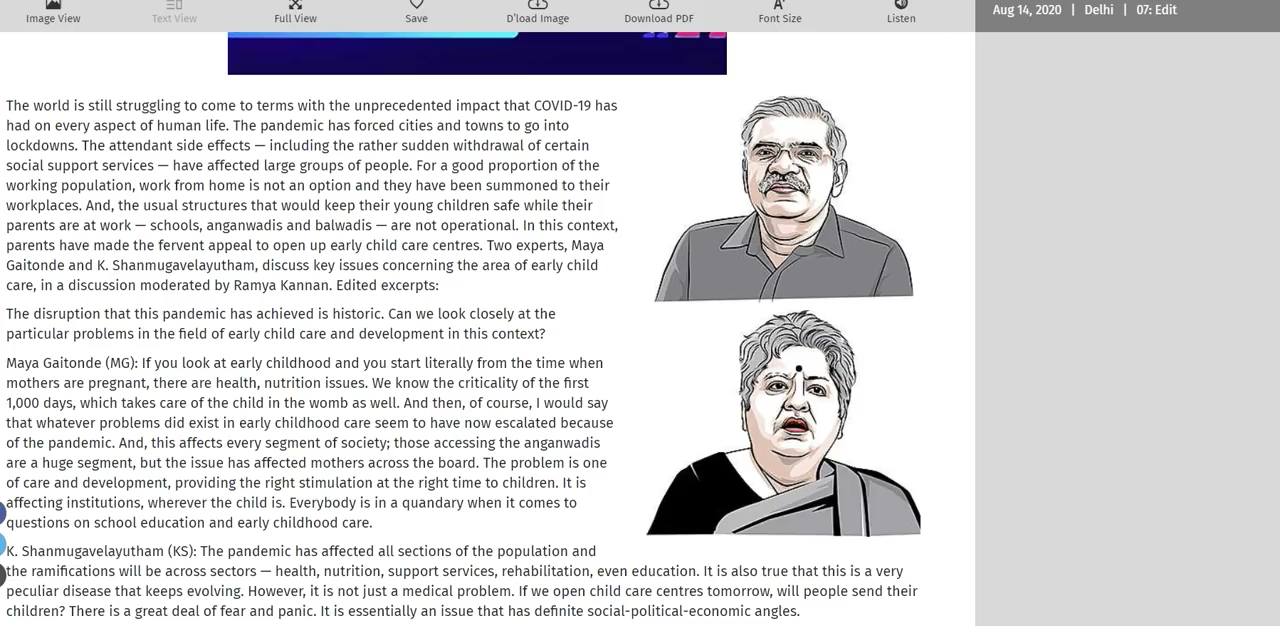 Image View
Text View
Full View
Save
D'load Image
Download PDF
Font Size
Listen
Aug 14, 2020 | Delhi | 07: Edit
The world is still struggling to come to terms with the unprecedented impact that COVID-19 has
had on every aspect of human life. The pandemic has forced cities and towns to go into
lockdowns. The attendant side effects — including the rather sudden withdrawal of certain
social support services — have affected large groups of people. For a good proportion of the
working population, work from home is not an option and they have been summoned to their
workplaces. And, the usual structures that would keep their young children safe while their
parents are at work — schools, anganwadis and balwadis — are not operational. In this context,
parents have made the fervent appeal to open up early child care centres. Two experts, Maya
Gaitonde and K. Shanmugavelayutham, discuss key issues concerning the area of early child
care, in a discussion moderated by Ramya Kannan. Edited excerpts:
The disruption that this pandemic has achieved is historic. Can we look closely at the
particular problems in the field of early child care and development in this context?
Maya Gaitonde (MG): If you look at early childhood and you start literally from the time when
mothers are pregnant, there are health, nutrition issues. We know the criticality of the first
1,000 days, which takes care of the child in the womb as well. And then, of course, I would say
that whatever problems did exist in early childhood care seem to have now escalated because
of the pandemic. And, this affects every segment of society; those accessing the anganwadis
are a huge segment, but the issue has affected mothers across the board. The problem is one
of care and development, providing the right stimulation at the right time to children. It is
affecting institutions, wherever the child is. Everybody is in a quandary when it comes to
questions on school education and early childhood care.
K. Shanmugavelayutham (KS): The pandemic has affected all sections of the population and
the ramifications will be across sectors — health, nutrition, support services, rehabilitation, even education. It is also true that this is a very
peculiar disease that keeps evolving. However, it is not just a medical problem. If we open child care centres tomorrow, will people send their
children? There is a great deal of fear and panic. It is essentially an issue that has definite social-political-economic angles.